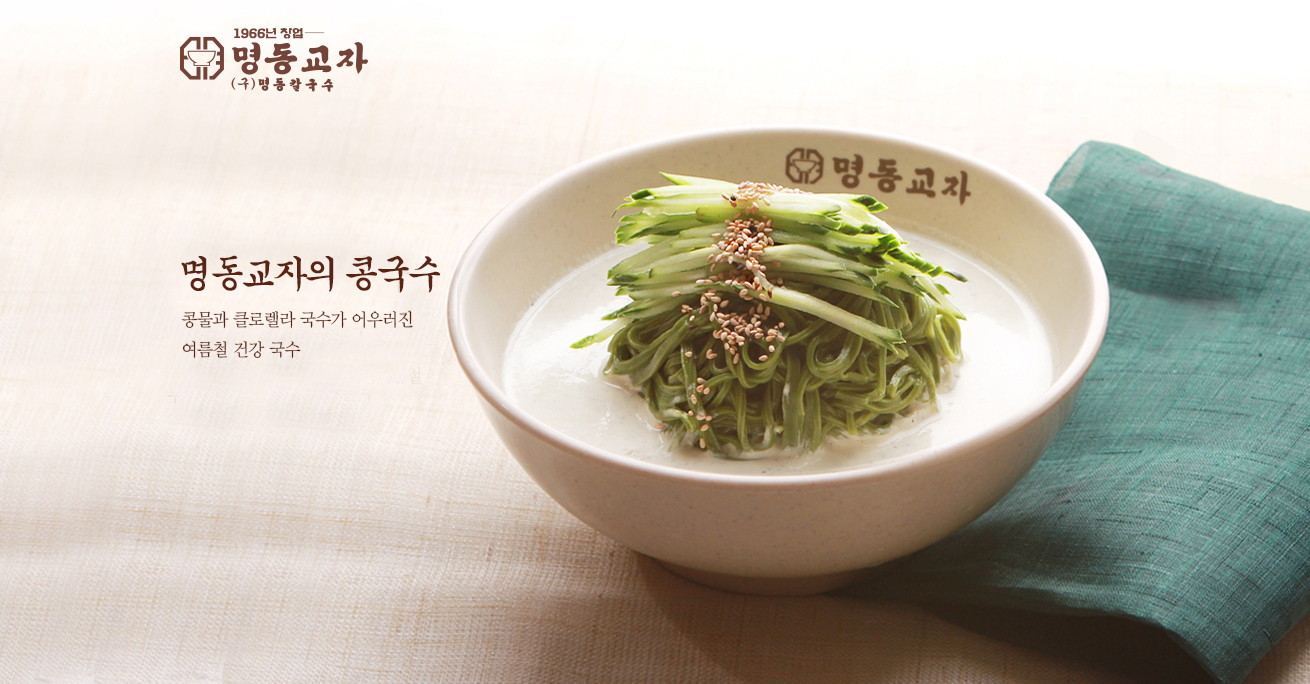 1966년 창업
명동교자
(구)명동칼국수
명동교자
명동교자의 콩국수
콩물과 클로렐라 국수가 어우러진
여름철 건강 국수